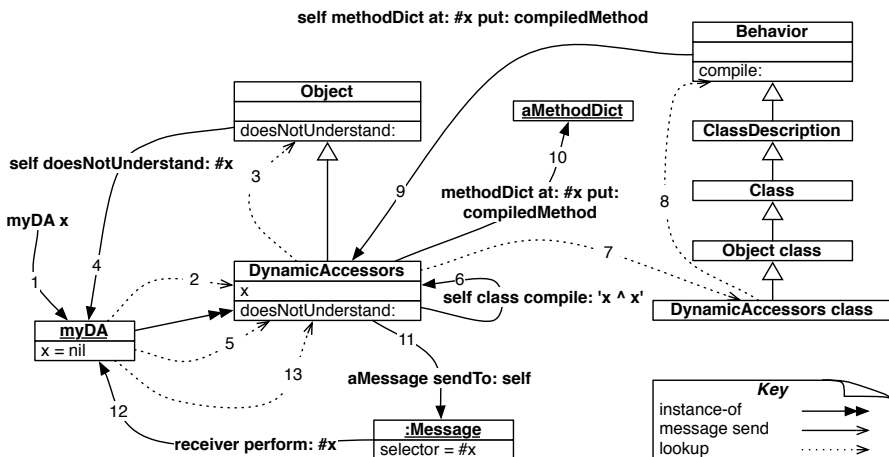 self methodDict at: #x put: compiledMethod
Behavior
compile:
Object
doesNotUnderstand:
aMethodDict
ClassDescription
self doesNotUnderstand: #x
3
10
9
methodDict at: #x put:
compiledMethod
Class
8
myDA x
4
2
1
DynamicAccessors
x
doesNotUnderstand:
6
7
self class compile: 'x ^ x'
Object class
DynamicAccessors class
myDA
x = nil
5
13
11
12
aMessage sendTo: self
receiver perform: #x
:Message
selector = #x
Key
instance-of
message send
lookup